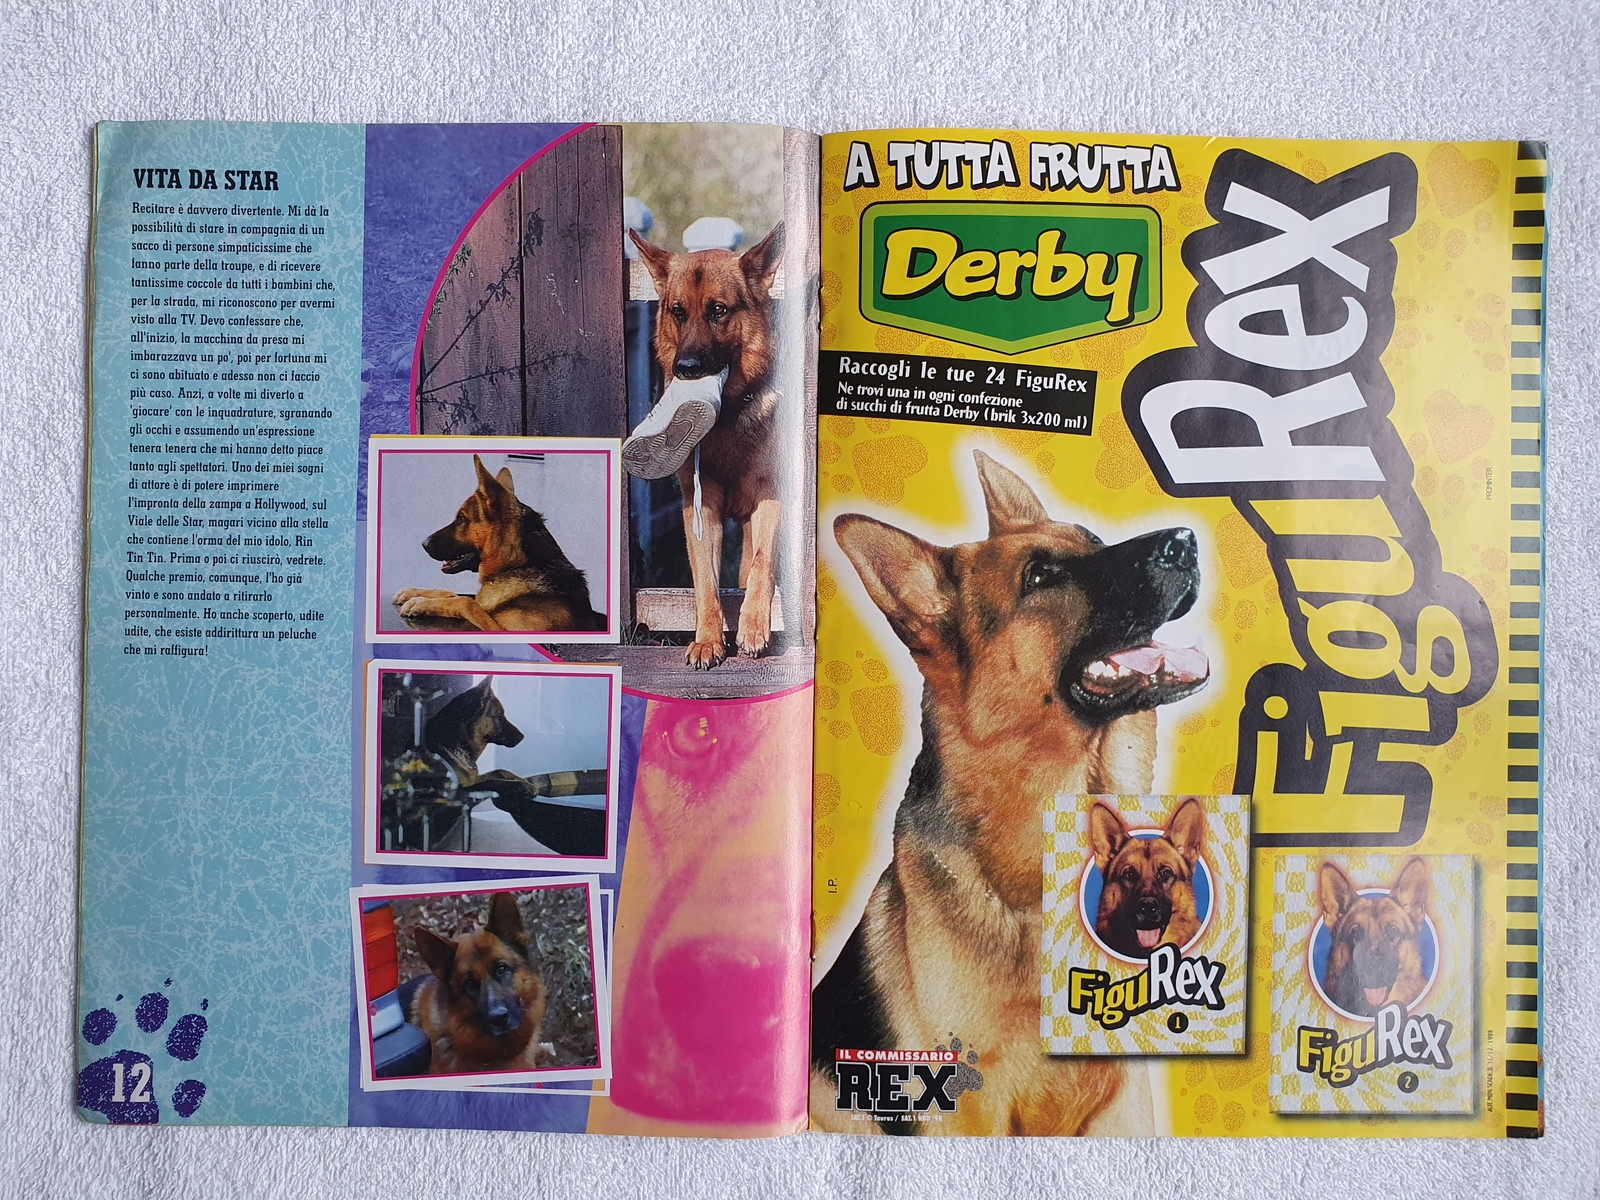 VITA DA STAR
Recitare è davvero divertente. Mi dà la
possibilità di stare in compagnia di un
sacco di persone simpaticissime che
fanno parte della troupe, e di ricevere
tantissime coccole da tutti i bambini che,
per la strada, mi riconoscono per avermi
visto alla TV. Devo confessare che,
all'inizio, la macchina da presa mi
imbarazzava un po', poi per fortuna mi
ci sono abituato e adesso non ci faccio
più caso. Anzi, a volte mi diverto a
'giocare' con le inquadrature, sgranando
gli occhi e assumendo un'espressione
tenera tenera che mi hanno detto piace
tanto agli spettatori. Uno dei miei sogni
di attore è di potere imprimere
l'impronta della zampa a Hollywood, sul
Viale delle Star, magari vicino alla stella
che contiene l'orma del mio idolo, Rin
Tin Tin. Prima o poi ci riuscirò, vedrete.
Qualche premio, comunque, l'ho già
vinto e sono andato a ritirarlo
personalmente. Ho anche scoperto, udite
udite, che esiste addirittura un peluche
che mi raffigura!
12
A TUTTA FRUTTA
Derby
Raccogli le tue 24 FiguRex
Ne trovi una in ogni confezione
di succhi di frutta Derby (brik 3x200 ml)
FiguRex
PROMINTER
I.P.
FiguRex
1
FiguRex
2
IL COMMISSARIO
REX
SAT.1 © Taurus / SAT.1